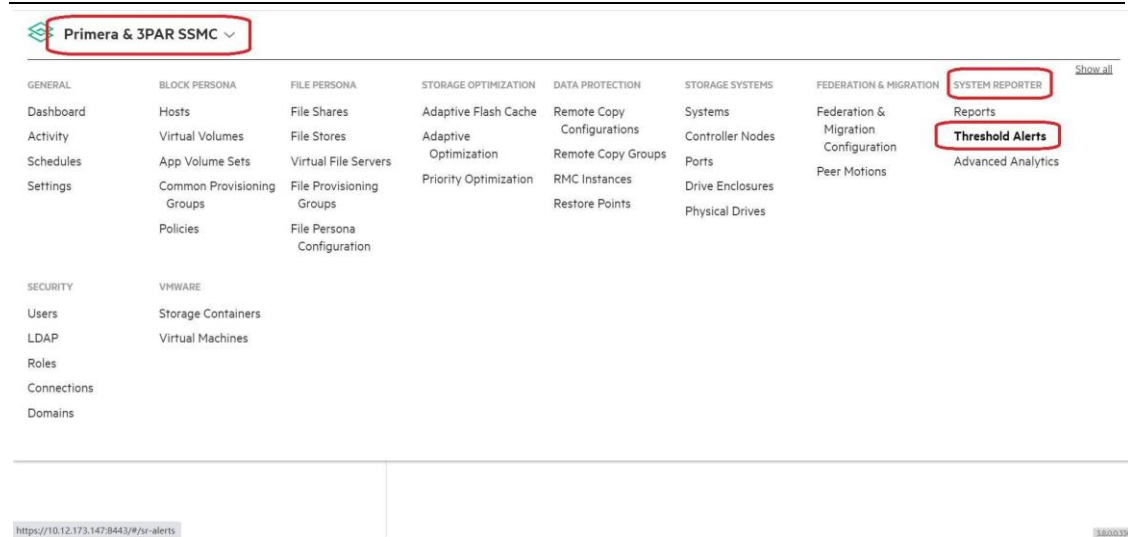 Primera & 3PAR SSMC
Show all
GENERAL
Dashboard
Activity
Schedules
Settings
BLOCK PERSONA
Hosts
Virtual Volumes
App Volume Sets
Common Provisioning
Groups
Policies
FILE PERSONA
File Shares
File Stores
Virtual File Servers
File Provisioning
Groups
File Persona
Configuration
STORAGE OPTIMIZATION
Adaptive Flash Cache
Adaptive
Optimization
Priority Optimization
DATA PROTECTION
Remote Copy
Configurations
Remote Copy Groups
RMC Instances
Restore Points
STORAGE SYSTEMS
Systems
Controller Nodes
Ports
Drive Enclosures
Physical Drives
FEDERATION & MIGRATION
Federation &
Migration
Configuration
Peer Motions
SYSTEM REPORTER
Reports
Threshold Alerts
Advanced Analytics
SECURITY
Users
LDAP
Roles
Connections
Domains
VMWARE
Storage Containers
Virtual Machines
https://10.12.173.147:8443/#/sr-alerts